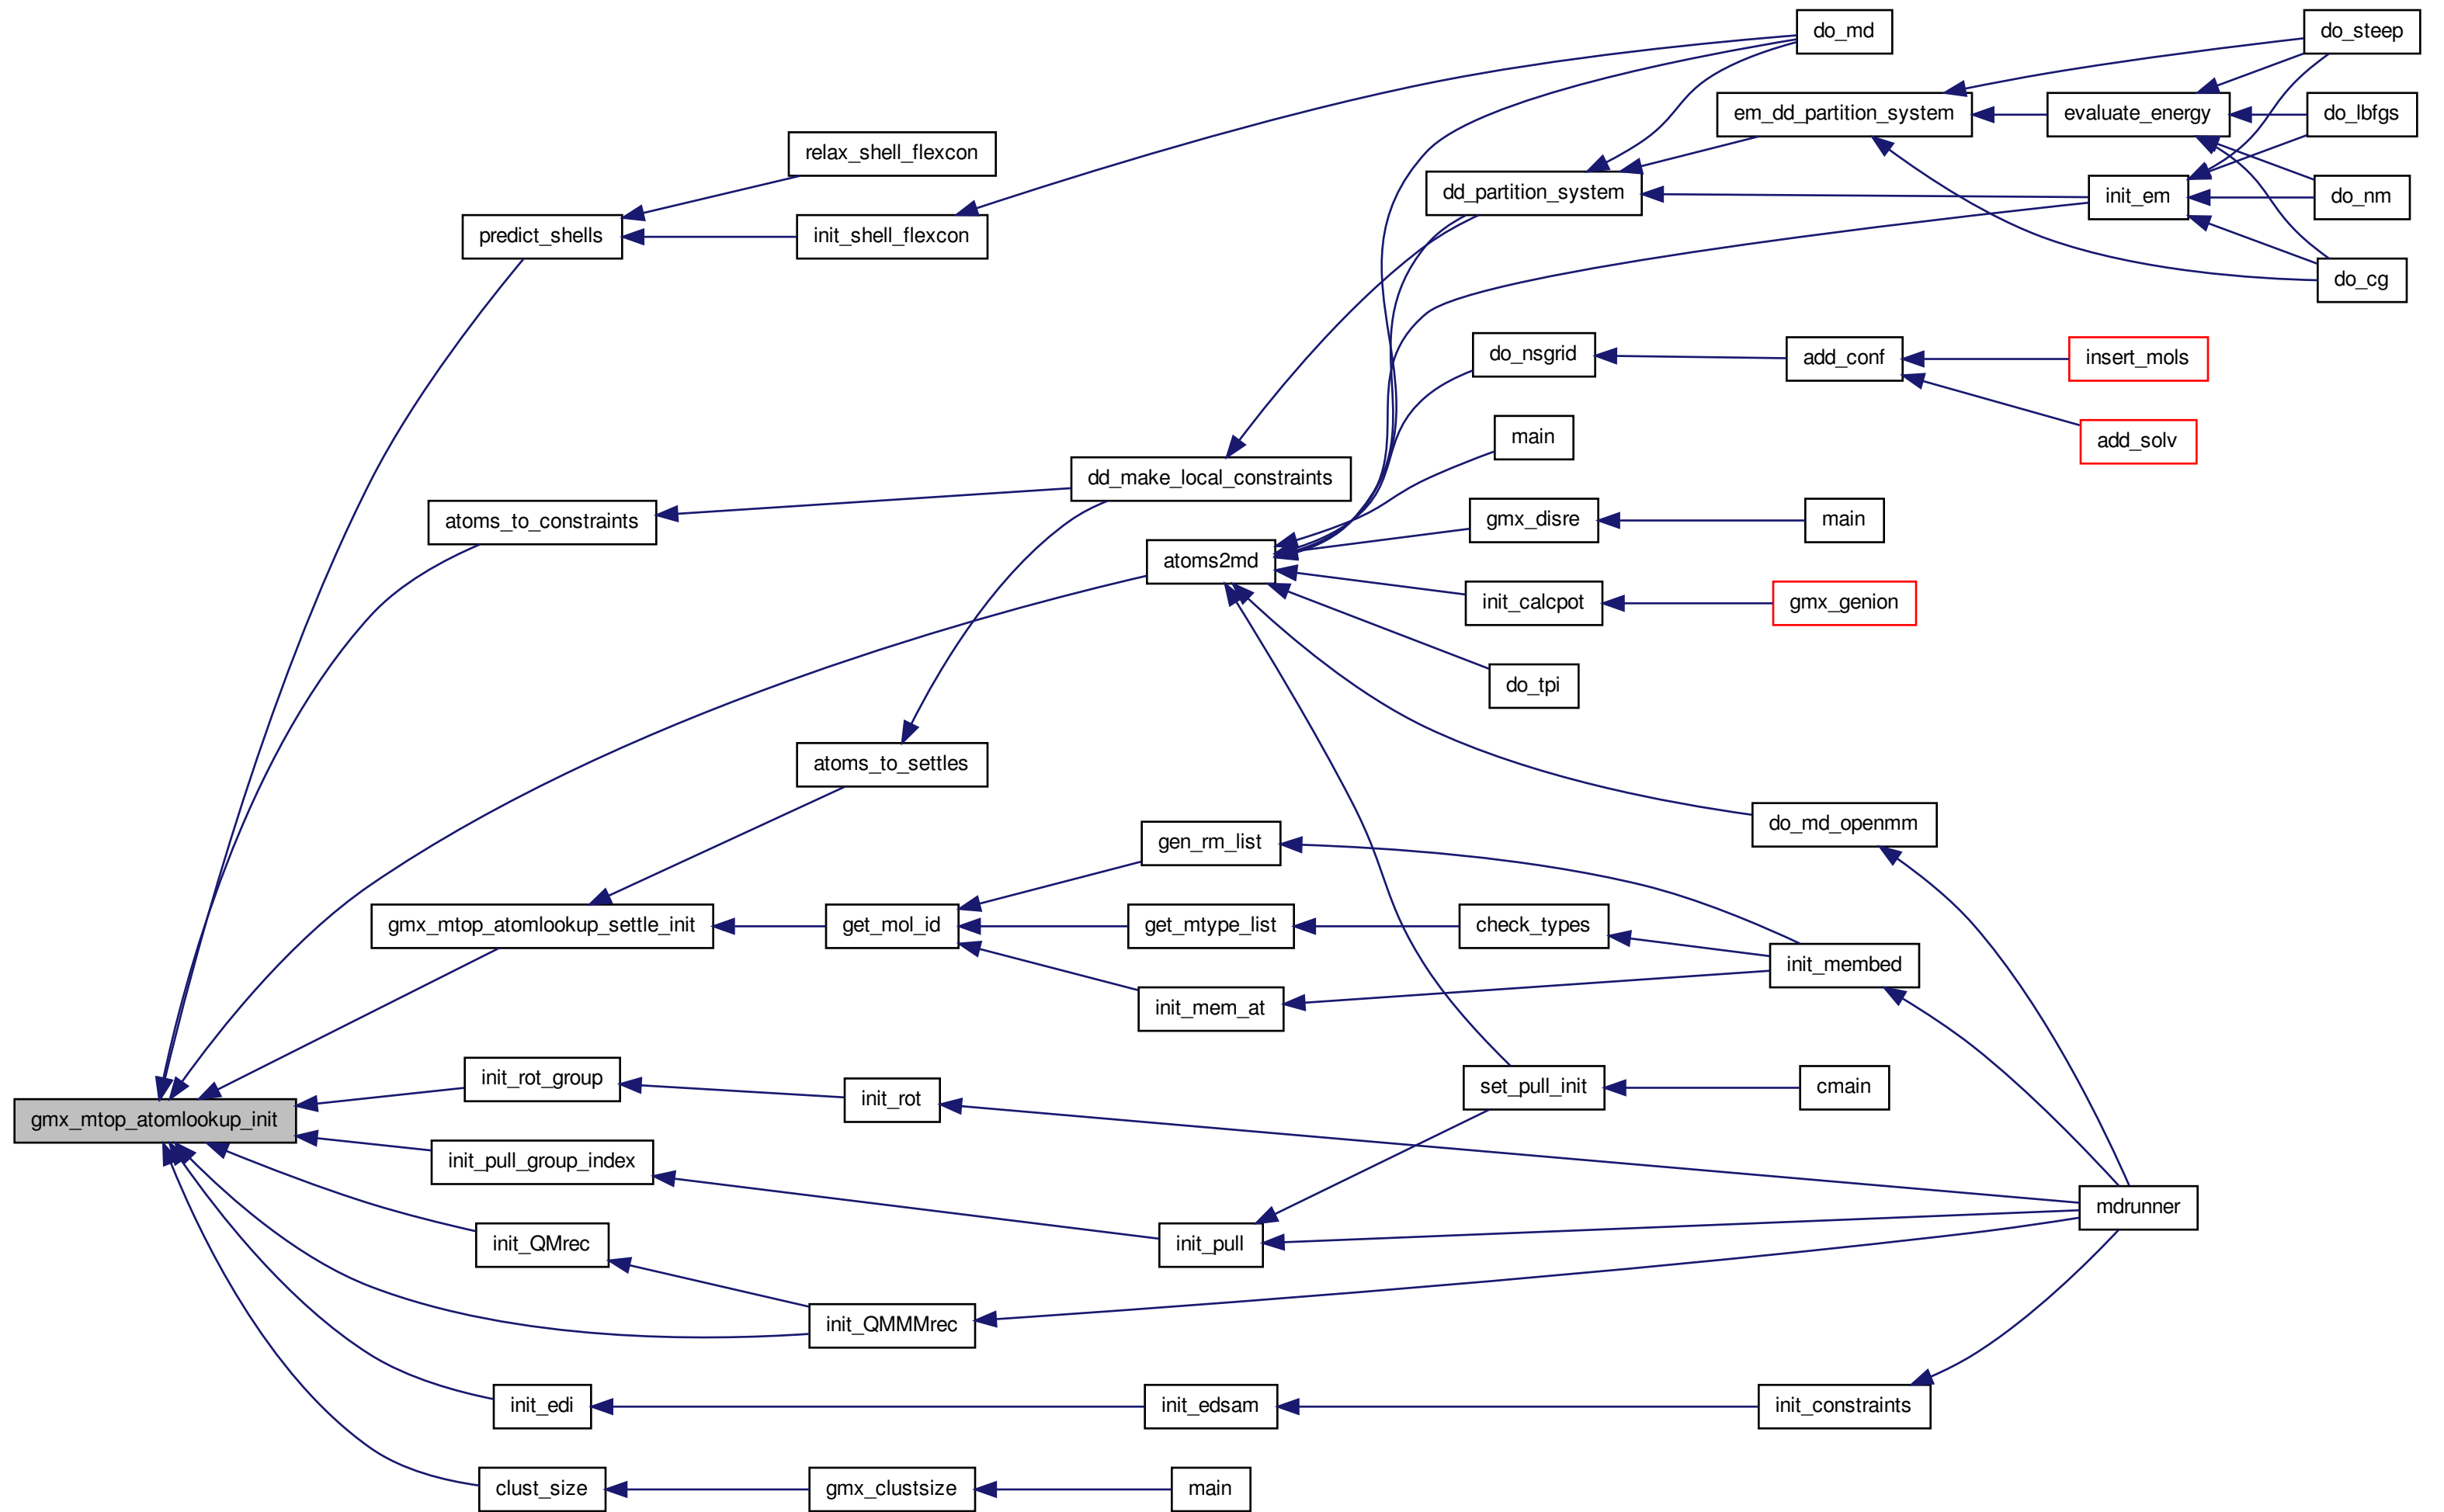 do_md
do_steep
em_dd_partition_system
evaluate_energy
do_lbfgs
relax_shell_flexcon
dd_partition_system
init_em
do_nm
predict_shells
init_shell_flexcon
do_cg
do_nsgrid
add_conf
insert_mols
main
add_solv
dd_make_local_constraints
atoms_to_constraints
gmx_disre
main
atoms2md
init_calcpot
gmx_genion
do_tpi
atoms_to_settles
do_md_openmm
gen_rm_list
gmx_mtop_atomlookup_settle_init
get_mol_id
get_mtype_list
check_types
init_membed
init_mem_at
init_rot_group
init_rot
set_pull_init
cmain
gmx_mtop_atomlookup_init
init_pull_group_index
mdrunner
init_QMrec
init_pull
init_QMMMrec
init_edi
init_edsam
init_constraints
clust_size
gmx_clustsize
main